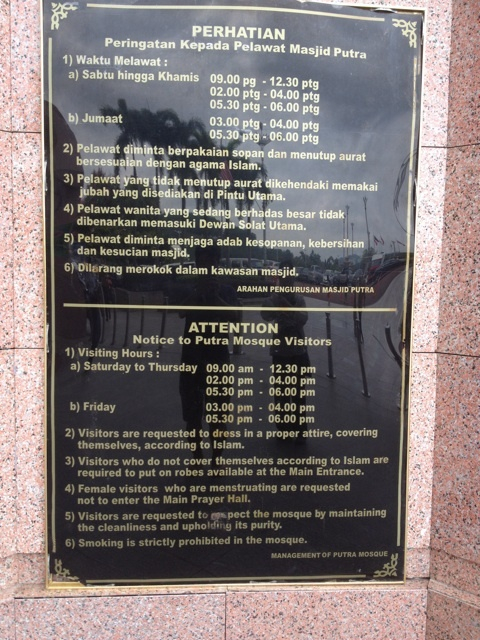 PERHATIAN
Peringatan Kepada Pelawat Masjid Putra
1) Waktu Melawat :
a) Sabtu hingga Khamis 09.00 pg - 12.30 ptg
02.00 ptg - 04.00 ptg
05.30 ptg - 06.00 ptg
b) Jumaat 03.00 ptg - 04.00 ptg
05.30 ptg - 06.00 ptg
2) Pelawat diminta berpakaian sopan dan menutup aurat
bersesuaian dengan agama Islam.
3) Pelawat yang tidak menutup aurat dikehendaki memakai
jubah yang disediakan di Pintu Utama.
4) Pelawat wanita yang sedang berhadas besar tidak
dibenarkan memasuki Dewan Solat Utama.
5) Pelawat diminta menjaga adab kesopanan, kebersihan
dan kesucian masjid.
6) Dilarang merokok dalam kawasan masjid.
ARAHAN PENGURUSAN MASJID PUTRA
ATTENTION
Notice to Putra Mosque Visitors
1) Visiting Hours :
a) Saturday to Thursday 09.00 am - 12.30 pm
02.00 pm - 04.00 pm
05.30 pm - 06.00 pm
b) Friday 03.00 pm - 04.00 pm
05.30 pm - 06.00 pm
2) Visitors are requested to dress in a proper attire, covering
themselves, according to Islam.
3) Visitors who do not cover themselves according to Islam are
required to put on robes available at the Main Entrance.
4) Female visitors who are menstruating are requested
not to enter the Main Prayer Hall.
5) Visitors are requested to respect the mosque by maintaining
the cleanliness and upholding its purity.
6) Smoking is strictly prohibited in the mosque.
MANAGEMENT OF PUTRA MOSQUE